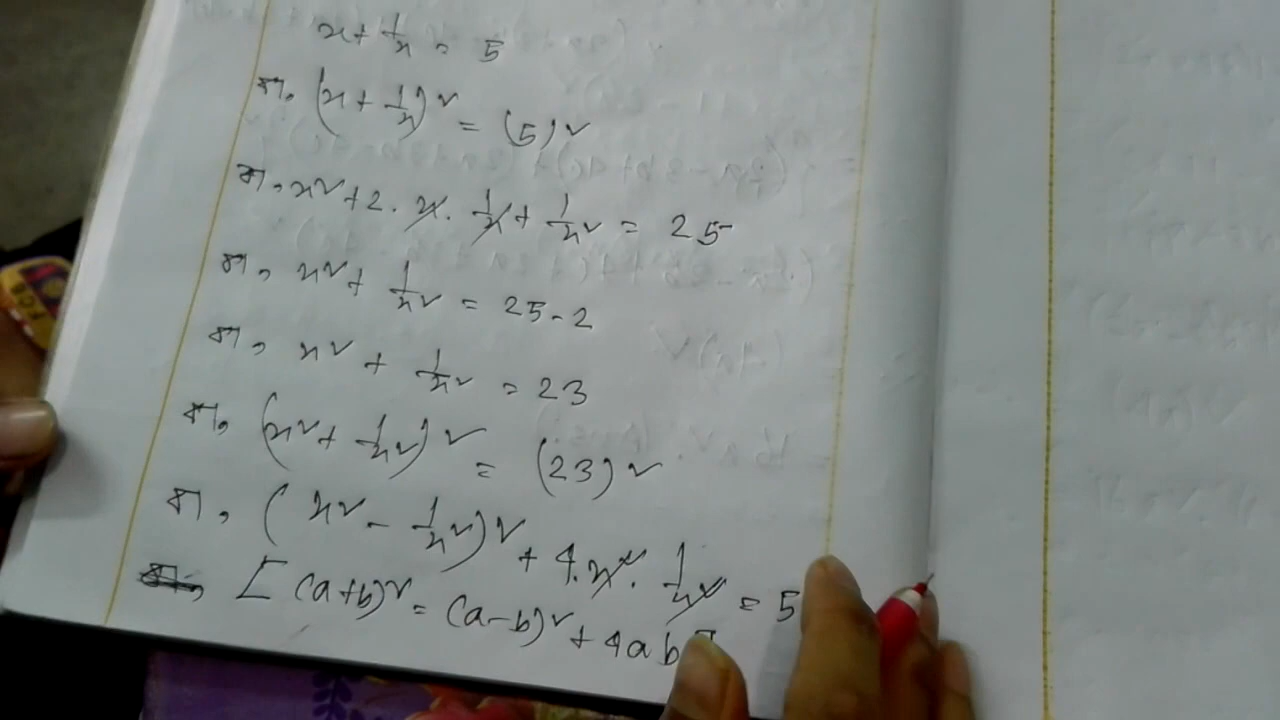 x + 1/x = 5
বা, (x + 1/x)² = (5)²
বা, x² + 2. x. 1/x + 1/x² = 25
বা, x² + 1/x² = 25 - 2
বা, x² + 1/x² = 23
বা, (x² + 1/x²)² = (23)²
বা, (x² - 1/x²)² + 4. x². 1/x² = 5
[(a+b)² = (a-b)² + 4ab]